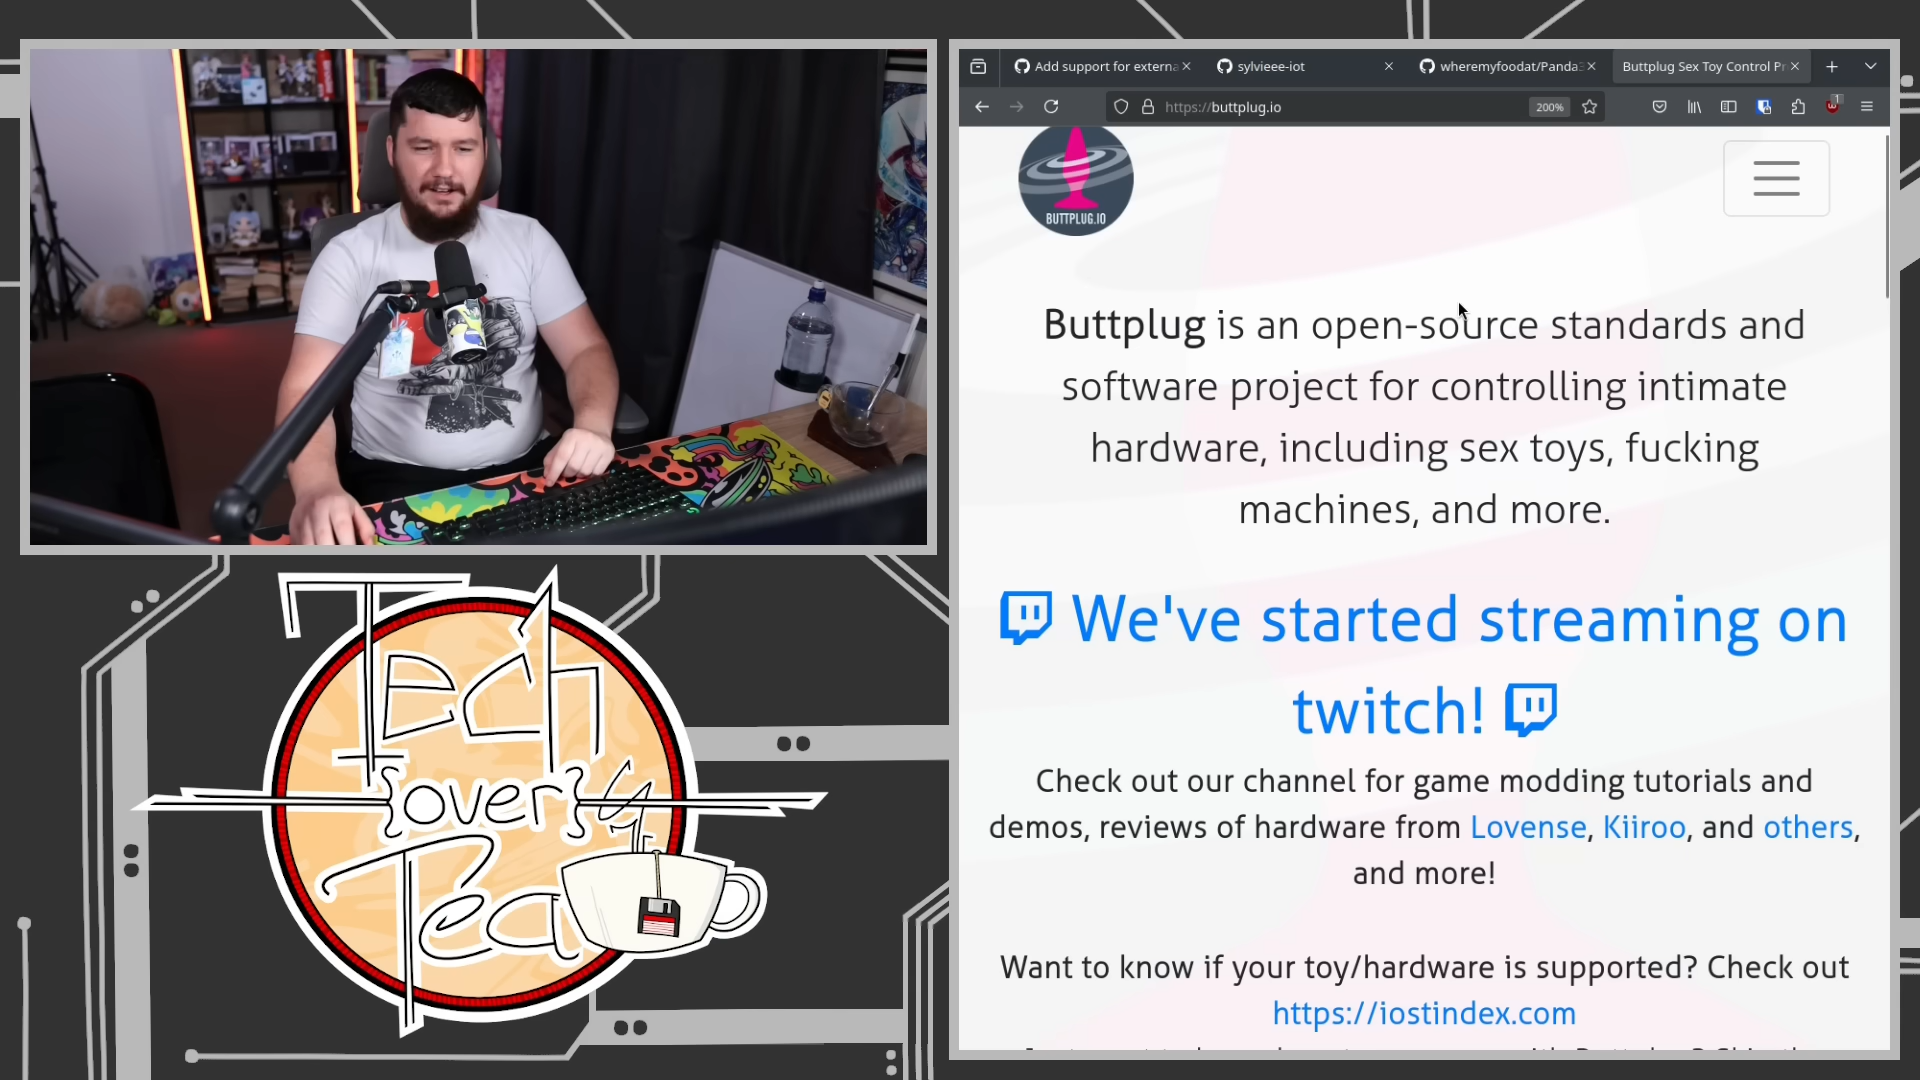 Add support for externa
sylvieee-iot
wheremyfoodat/Panda3
Buttplug Sex Toy Control Pr
https://buttplug.io
200%
1
BUTTPLUG.IO
Buttplug is an open-source standards and
software project for controlling intimate
hardware, including sex toys, fucking
machines, and more.
We've started streaming on
twitch!
Check out our channel for game modding tutorials and
demos, reviews of hardware from Lovense, Kiiroo, and others,
and more!
Want to know if your toy/hardware is supported? Check out
https://iostindex.com
Tech
{over}
Tea